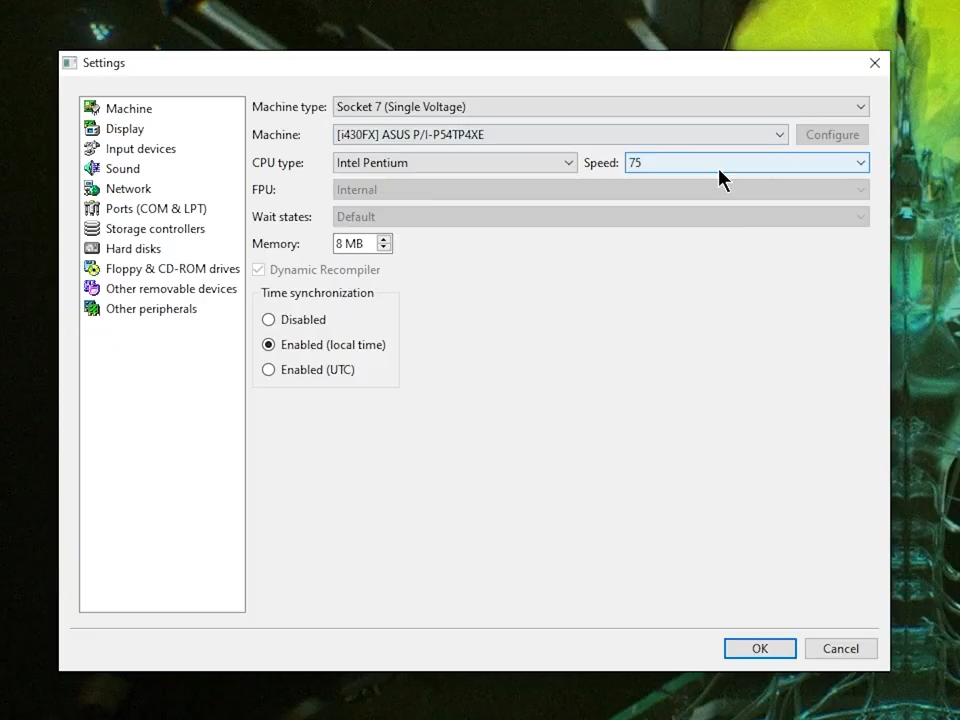 Settings
Machine
Display
Input devices
Sound
Network
Ports (COM & LPT)
Storage controllers
Hard disks
Floppy & CD-ROM drives
Other removable devices
Other peripherals
Machine type: Socket 7 (Single Voltage)
Machine: [i430FX] ASUS P/I-P54TP4XE Configure
CPU type: Intel Pentium Speed: 75
FPU: Internal
Wait states: Default
Memory: 8 MB
Dynamic Recompiler
Time synchronization
Disabled
Enabled (local time)
Enabled (UTC)
OK Cancel